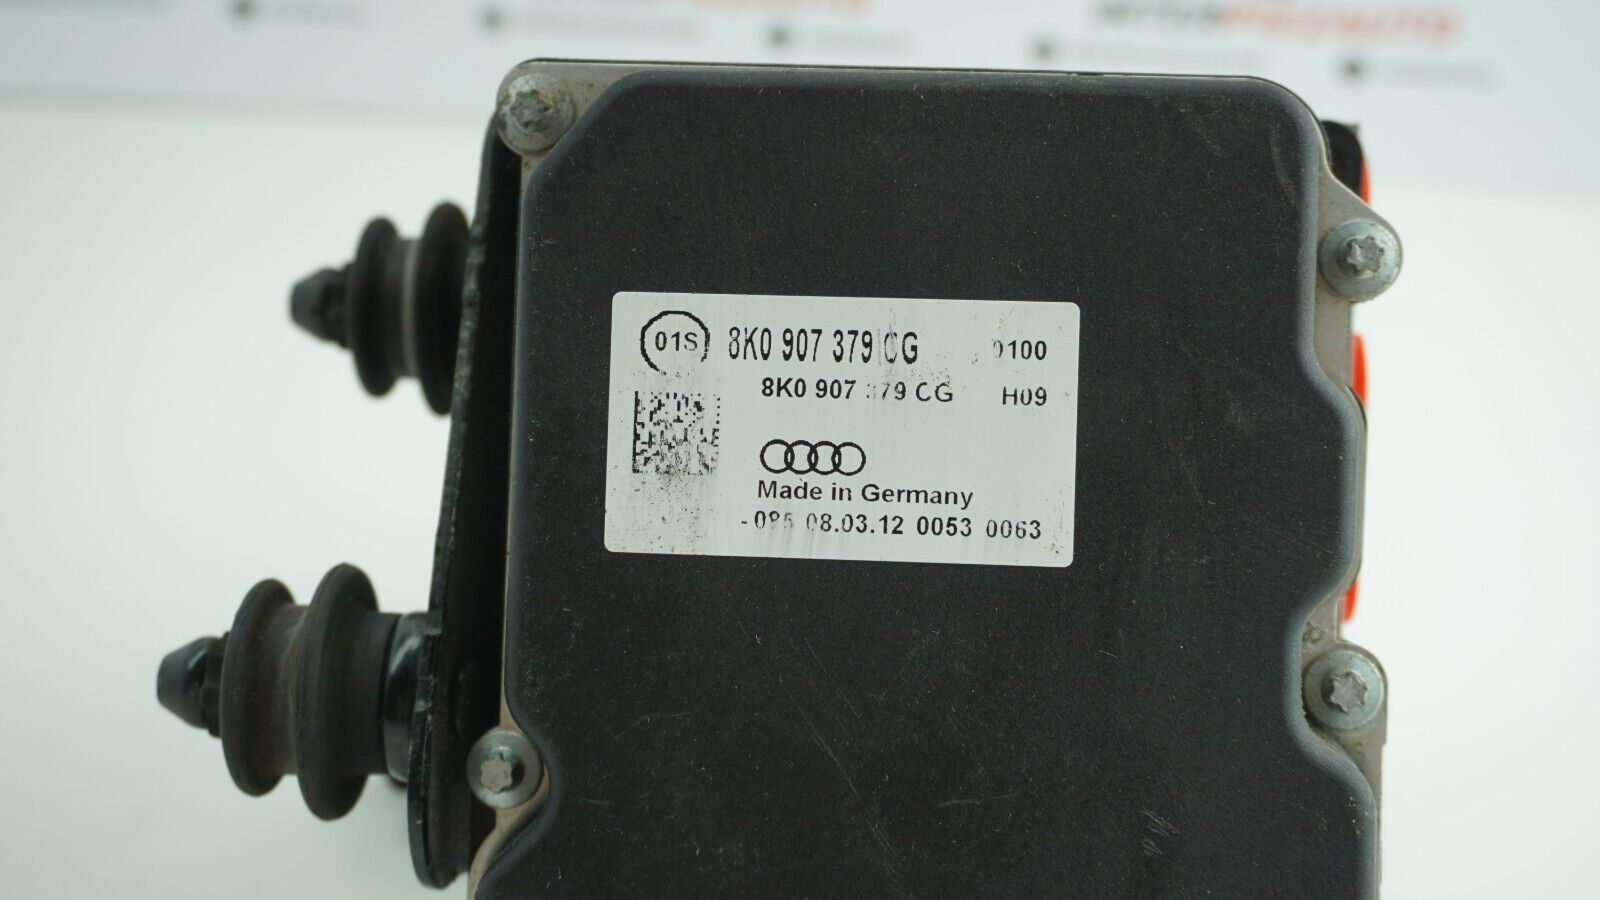 01S 8K0 907 379 CG 0100
8K0 907 379 CG H09
Made in Germany
08.03.12 0053 0063